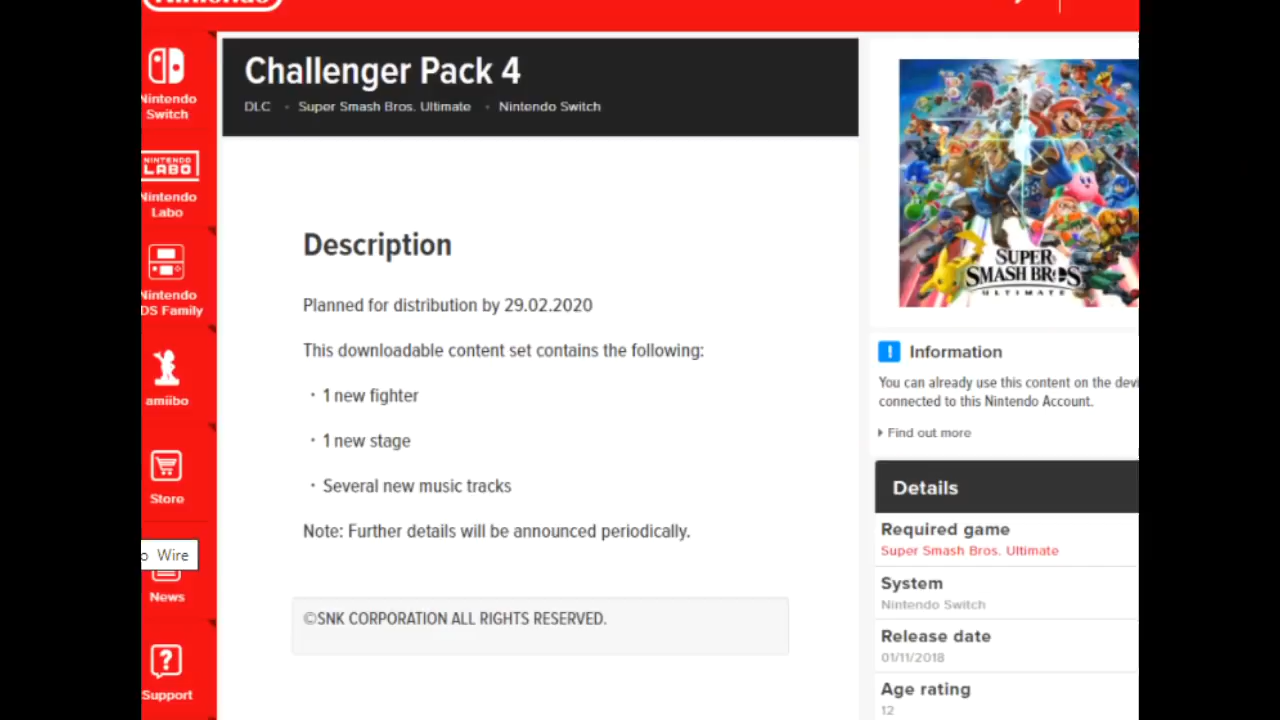 Nintendo
Challenger Pack 4
DLC • Super Smash Bros. Ultimate • Nintendo Switch
Nintendo
Switch
NINTENDO
LABO
Nintendo
Labo
Nintendo
DS Family
amiibo
Store
o Wire
News
Support
Description
Planned for distribution by 29.02.2020
This downloadable content set contains the following:
・1 new fighter
・1 new stage
・Several new music tracks
Note: Further details will be announced periodically.
©SNK CORPORATION ALL RIGHTS RESERVED.
SUPER
SMASH BROS
ULTIMATE
! Information
You can already use this content on the devi
connected to this Nintendo Account.
Find out more
Details
Required game
Super Smash Bros. Ultimate
System
Nintendo Switch
Release date
01/11/2018
Age rating
12